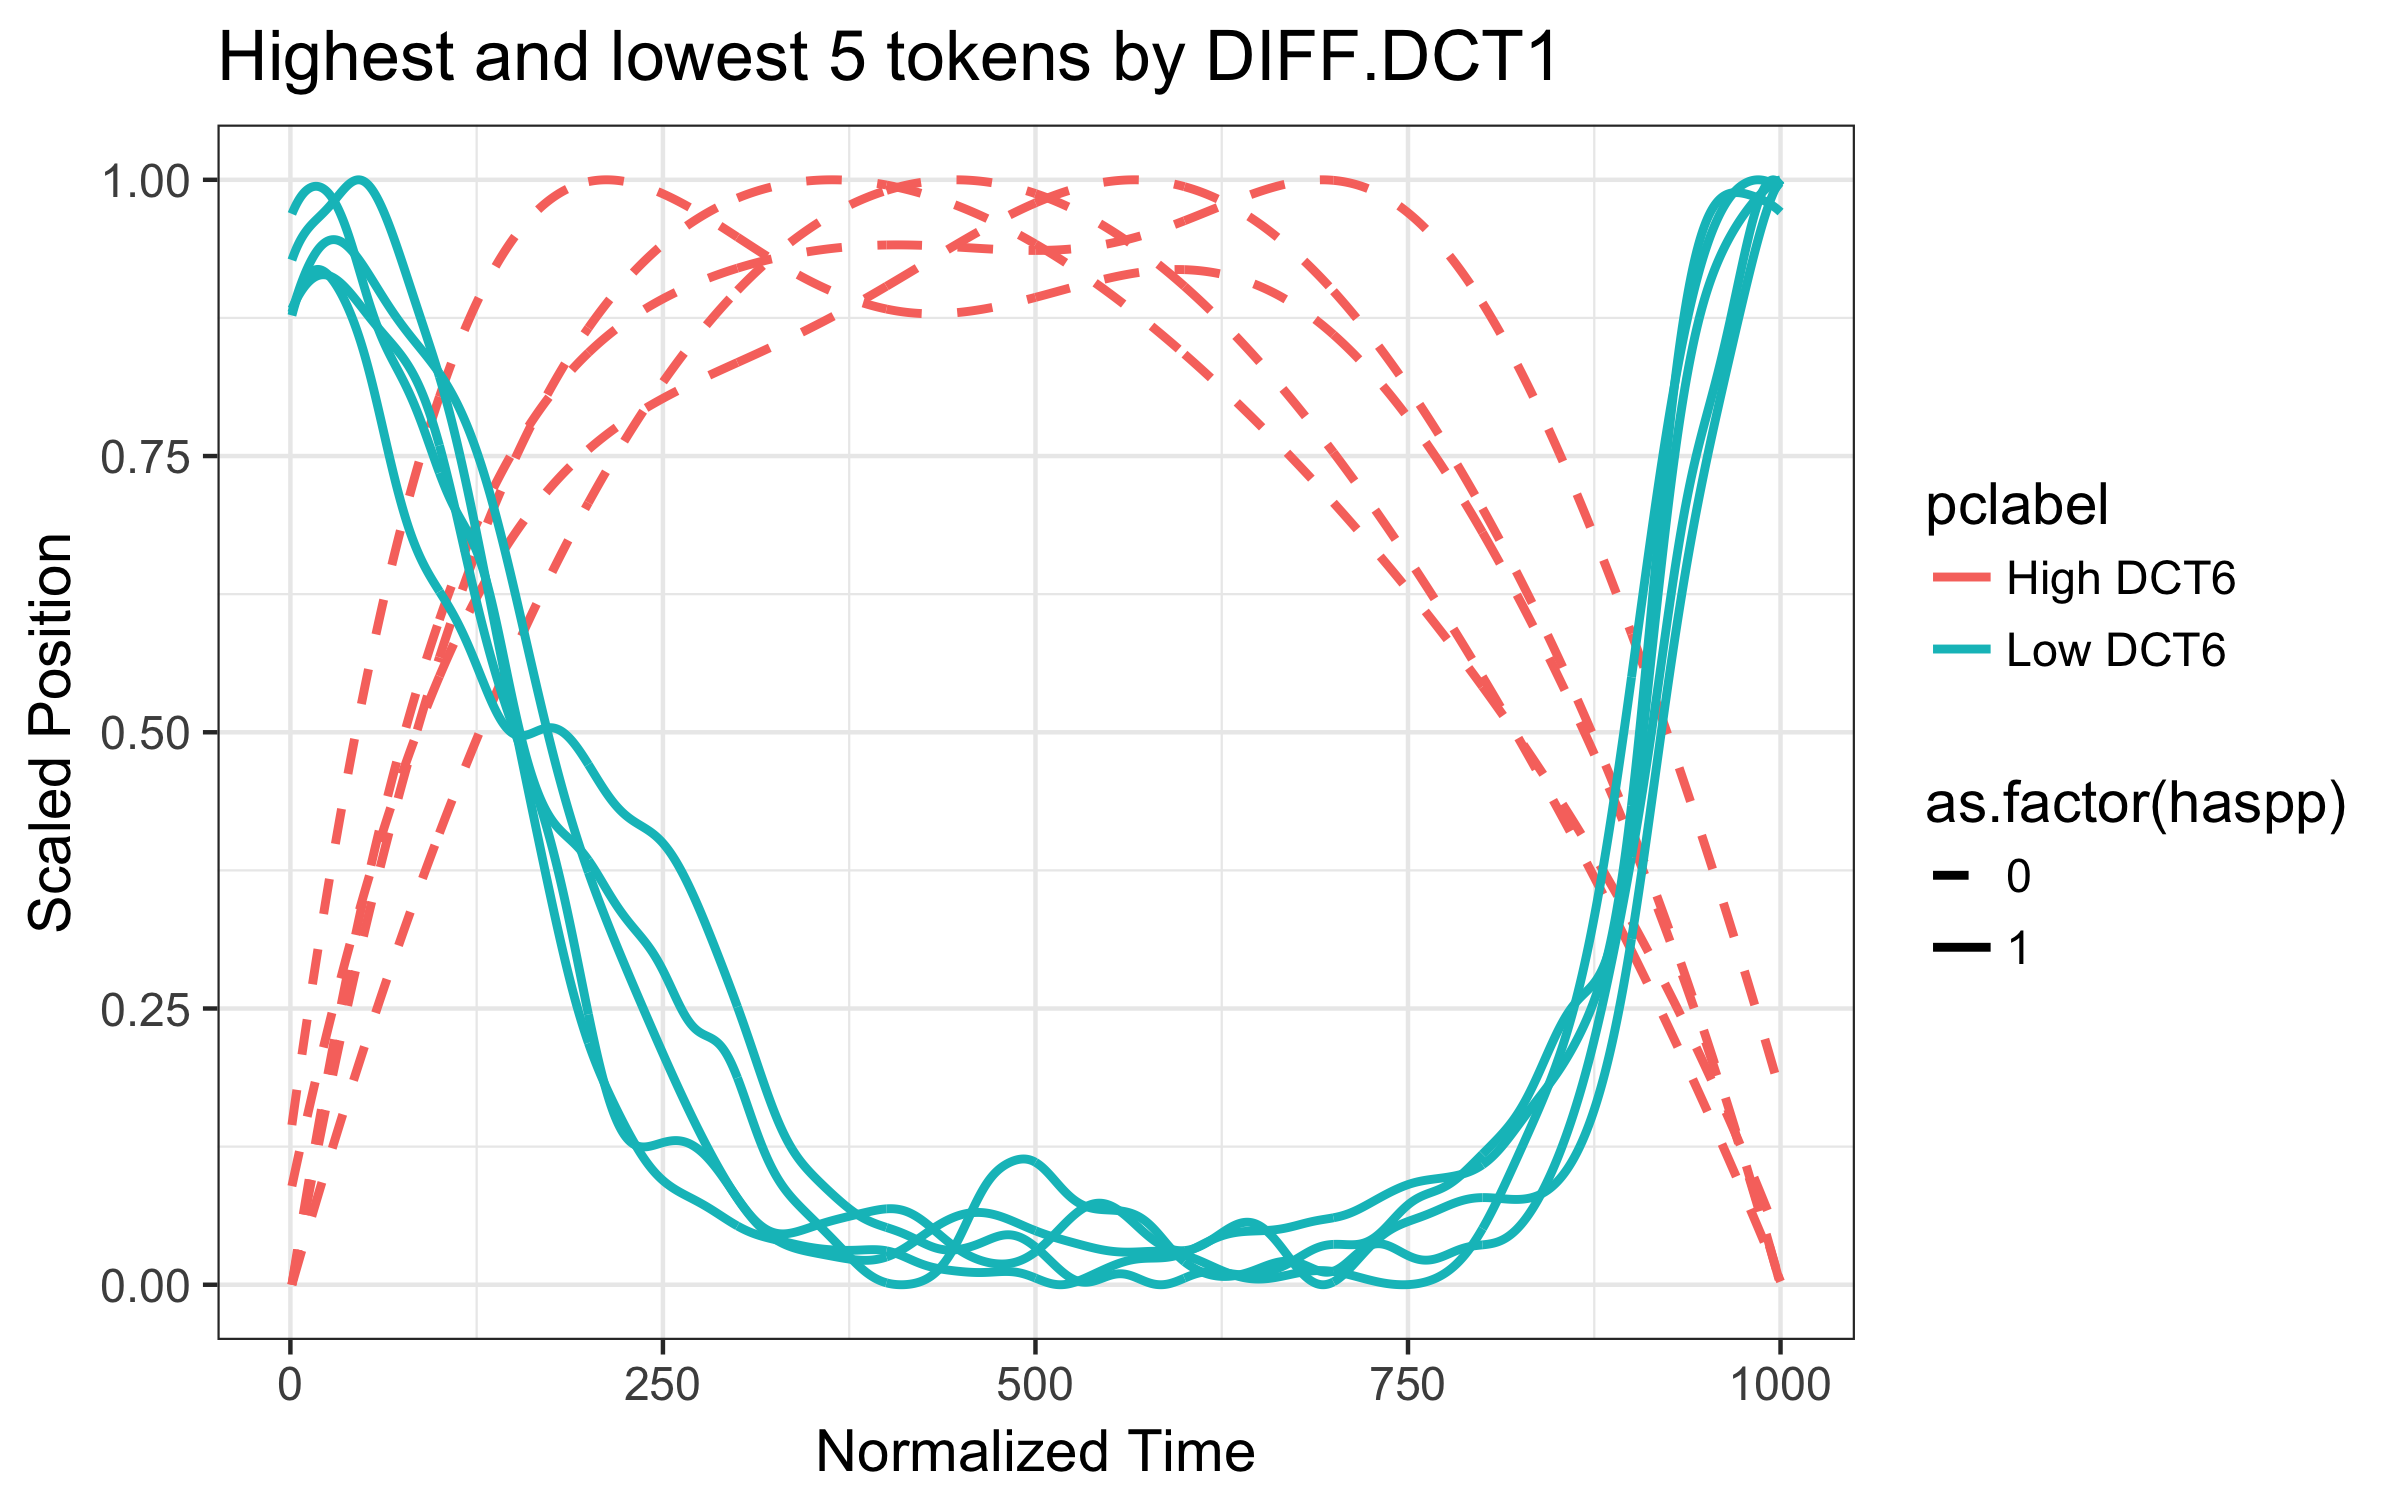 Highest and lowest 5 tokens by DIFF.DCT1
1.00
0.75
0.50
0.25
0.00
Scaled Position
0 250 500 750 1000
Normalized Time
pclabel
High DCT6
Low DCT6
as.factor(haspp)
0
1